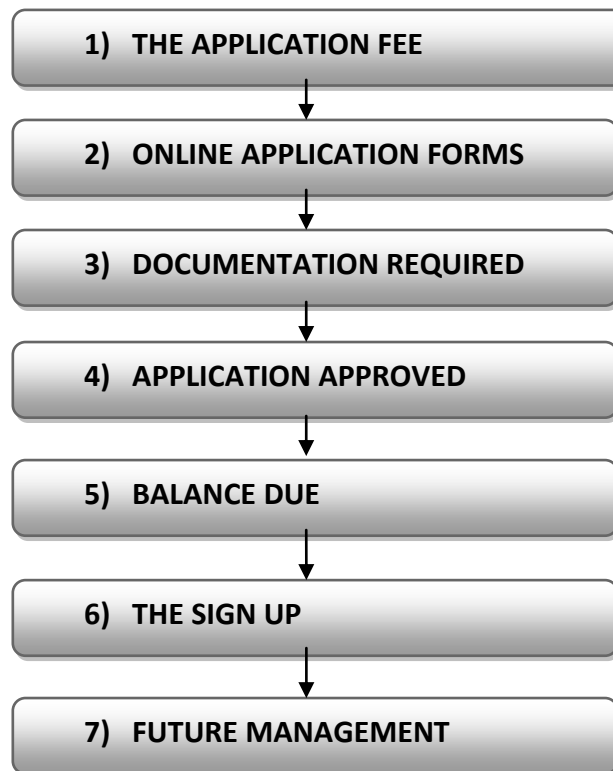 1) THE APPLICATION FEE
2) ONLINE APPLICATION FORMS
3) DOCUMENTATION REQUIRED
4) APPLICATION APPROVED
5) BALANCE DUE
6) THE SIGN UP
7) FUTURE MANAGEMENT